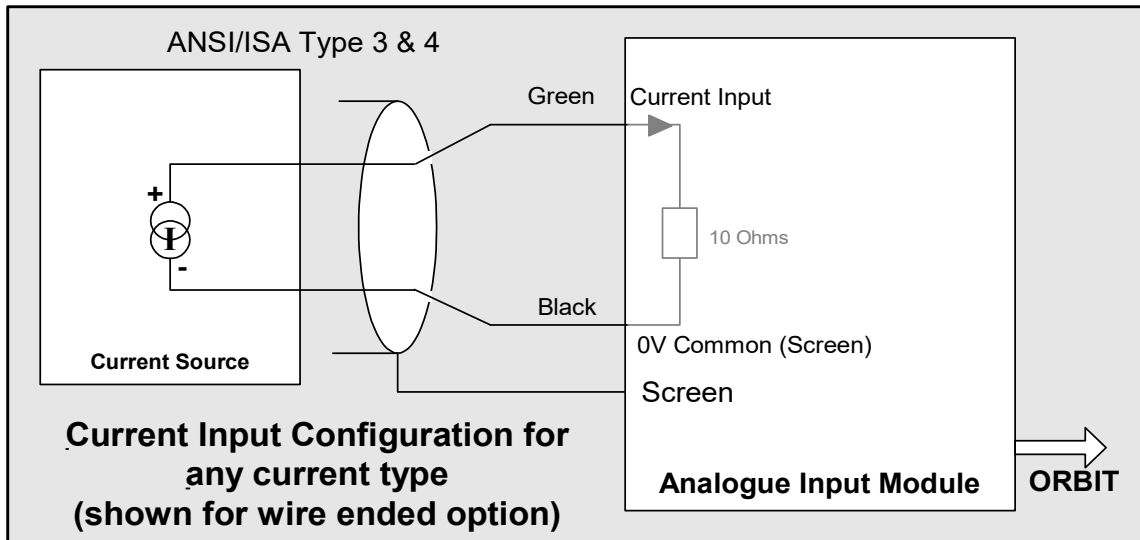 ANSI/ISA Type 3 & 4
Green
Current Input
+
I
-
10 Ohms
Black
0V Common (Screen)
Current Source
Screen
Current Input Configuration for
any current type
(shown for wire ended option)
Analogue Input Module
ORBIT